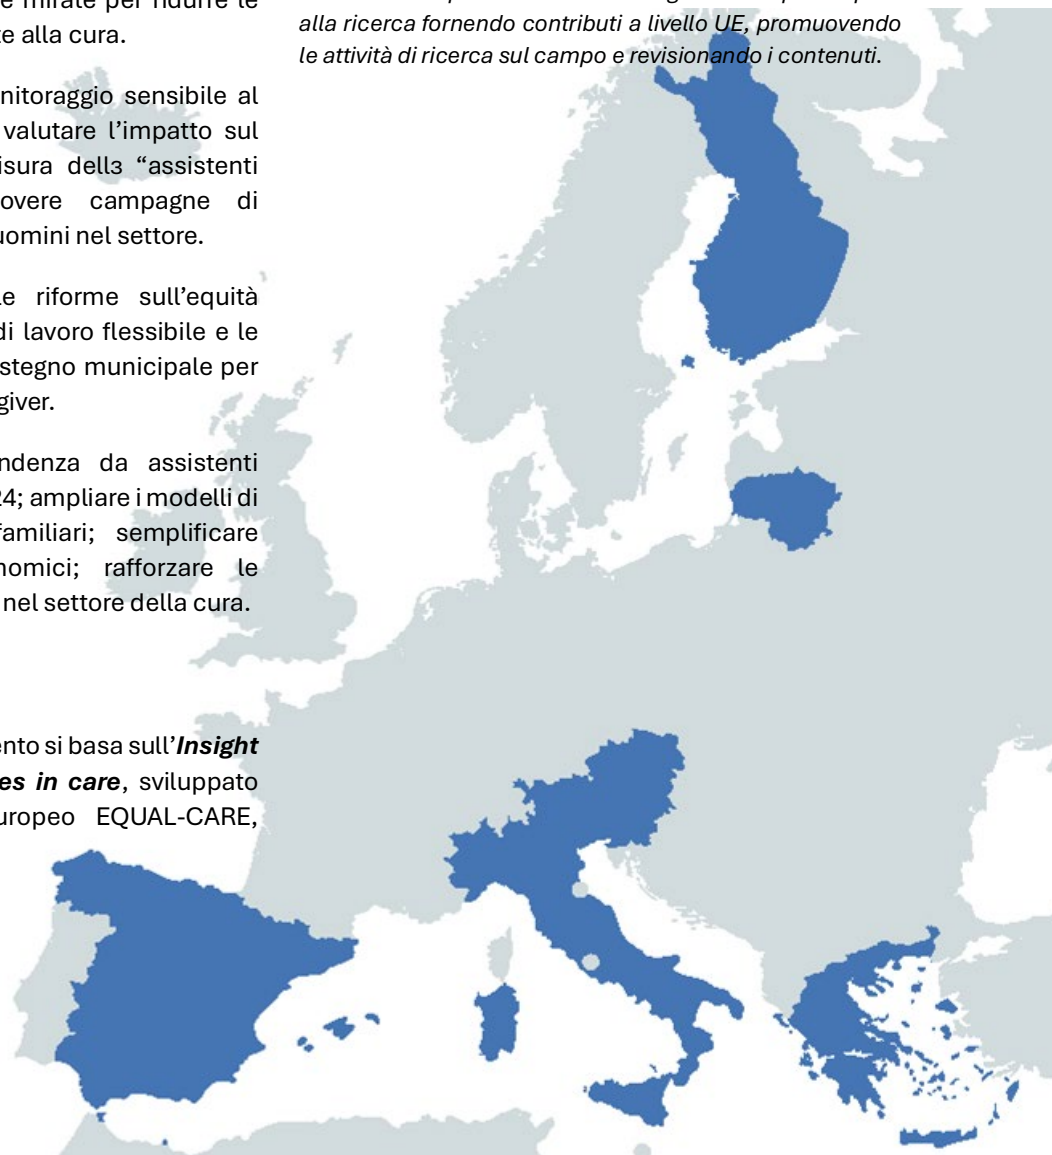 e mirate per ridurre le
te alla cura.
nitoraggio sensibile al
valutare l’impatto sul
isura dellɜ “assistenti
overe campagne di
uomini nel settore.
le riforme sull’equità
di lavoro flessibile e le
stegno municipale per
giver.
ndenza da assistenti
24; ampliare i modelli di
familiari; semplificare
nomici; rafforzare le
nel settore della cura.
ento si basa sull’Insight
es in care, sviluppato
uropeo EQUAL-CARE,
alla ricerca fornendo contributi a livello UE, promuovendo
le attività di ricerca sul campo e revisionando i contenuti.